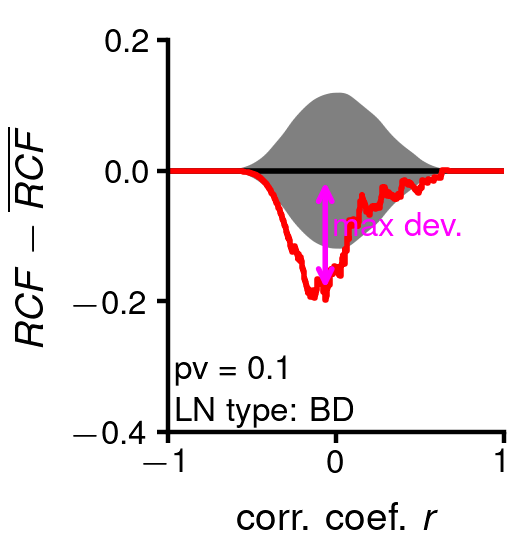 0.2
0.0
−0.2
−0.4
RCF − \overline{RCF}
max dev.
pv = 0.1
LN type: BD
−1 0 1
corr. coef. r